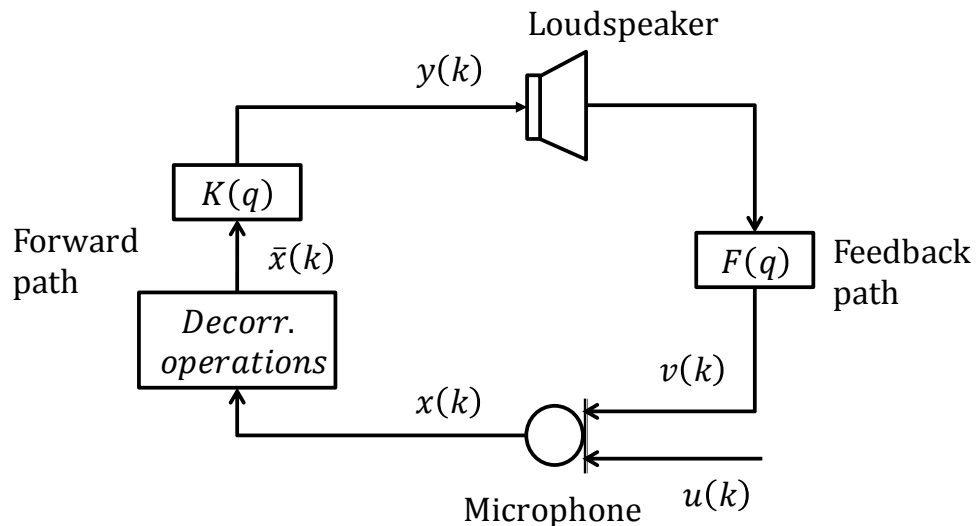 Loudspeaker
y(k)
K(q)
Forward
path
x̄(k)
F(q)
Feedback
path
Decorr.
operations
v(k)
x(k)
Microphone
u(k)